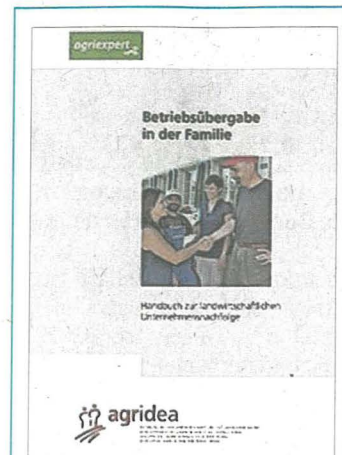 agriexpert
Betriebsübergabe
in der Familie
Handbuch zur landwirtschaftlichen
Unternehmensnachfolge
agridea